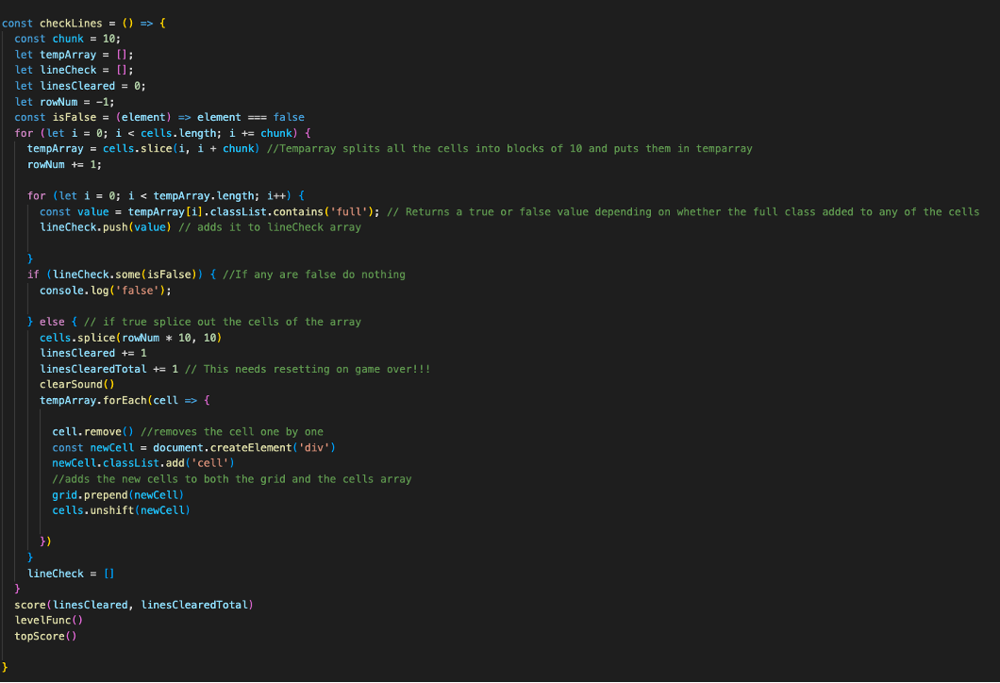 const checkLines = () => {
  const chunk = 10;
  let tempArray = [];
  let lineCheck = [];
  let linesCleared = 0;
  let rowNum = -1;
  const isFalse = (element) => element === false
  for (let i = 0; i < cells.length; i += chunk) {
    tempArray = cells.slice(i, i + chunk) //Temparray splits all the cells into blocks of 10 and puts them in temparray
    rowNum += 1;

    for (let i = 0; i < tempArray.length; i++) {
      const value = tempArray[i].classList.contains('full'); // Returns a true or false value depending on whether the full class added to any of the cells
      lineCheck.push(value) // adds it to lineCheck array

    }
    if (lineCheck.some(isFalse)) { //If any are false do nothing
      console.log('false');

    } else { // if true splice out the cells of the array
      cells.splice(rowNum * 10, 10)
      linesCleared += 1
      linesClearedTotal += 1 // This needs resetting on game over!!!
      clearSound()
      tempArray.forEach(cell => {

        cell.remove() //removes the cell one by one
        const newCell = document.createElement('div')
        newCell.classList.add('cell')
        //adds the new cells to both the grid and the cells array
        grid.prepend(newCell)
        cells.unshift(newCell)

      })
    }
    lineCheck = []
  }
  score(linesCleared, linesClearedTotal)
  levelFunc()
  topScore()

}